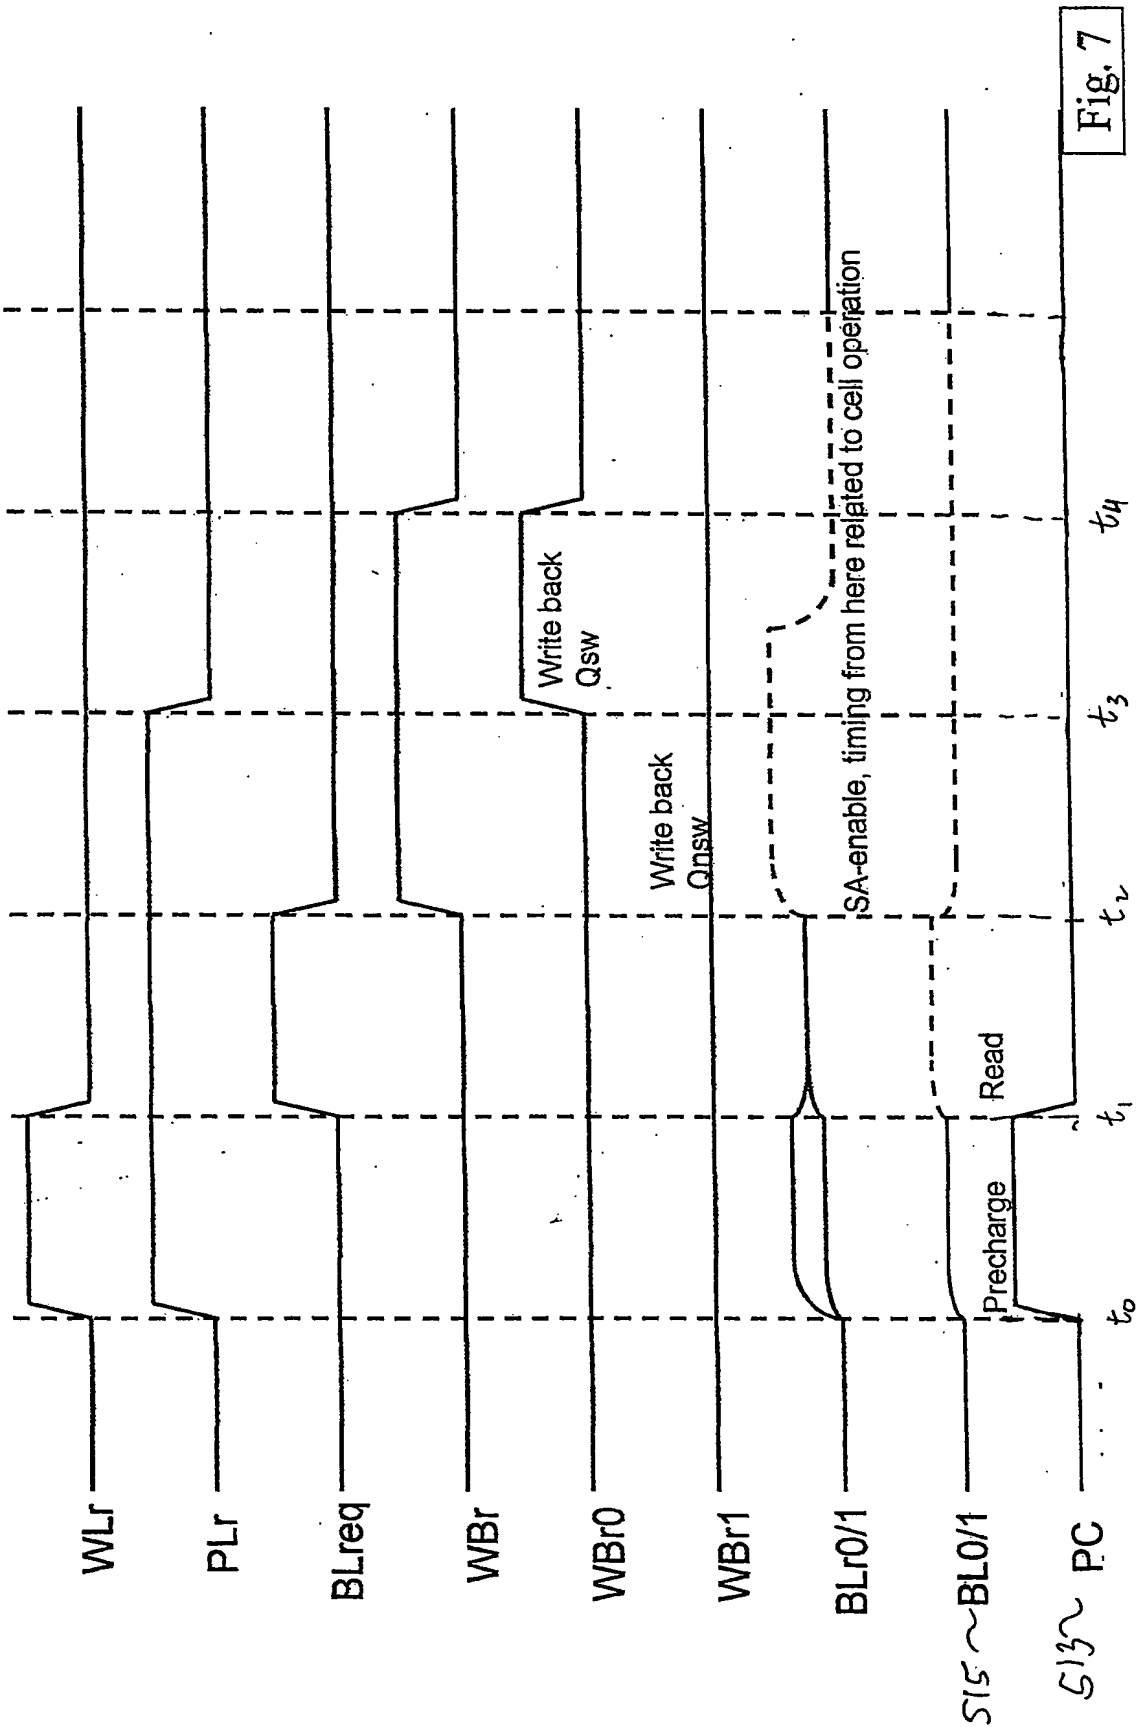 WLr
PLr
BLreq
WBr
WBr0
WBr1
BLr0/1
515 ~ BL0/1
513 ~ PC
Write back
Qsw
Write back
Qnsw
SA-enable, timing from here related to cell operation
Precharge
Read
t0
t1
t2
t3
t4
Fig. 7